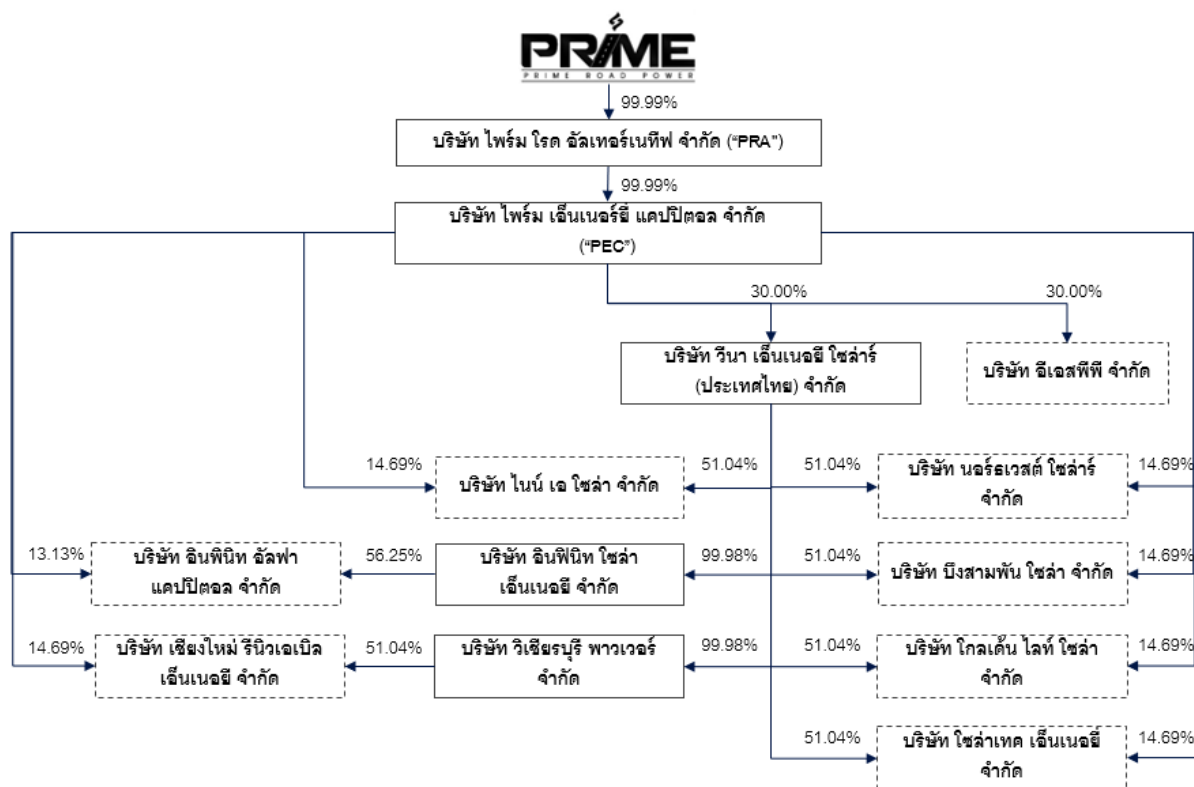 PRIME
PRIME ROAD POWER
99.99%
บริษัท ไพร์ม โรด อัลเทอร์เนทีฟ จำกัด (“PRA”)
99.99%
บริษัท ไพร์ม เอ็นเนอร์ยี่ แคปปิตอล จำกัด
(“PEC”)
30.00%
30.00%
บริษัท วีนา เอ็นเนอยี โซล่าร์
(ประเทศไทย) จำกัด
บริษัท อีเอสพีพี จำกัด
14.69%
บริษัท ไนน์ เอ โซล่า จำกัด
51.04%
51.04%
บริษัท นอร์ธเวสต์ โซล่าร์
จำกัด
14.69%
13.13%
บริษัท อินพินิท อัลฟา
แคปปิตอล จำกัด
56.25%
บริษัท อินฟินิท โซล่า
เอ็นเนอยี จำกัด
99.98%
51.04%
บริษัท บึงสามพัน โซล่า จำกัด
14.69%
14.69%
บริษัท เชียงใหม่ รีนิวเอเบิล
เอ็นเนอยี จำกัด
51.04%
บริษัท วิเชียรบุรี พาวเวอร์
จำกัด
99.98%
51.04%
บริษัท โกลเด้น ไลท์ โซล่า
จำกัด
14.69%
51.04%
บริษัท โซล่าเทค เอ็นเนอยี่
จำกัด
14.69%